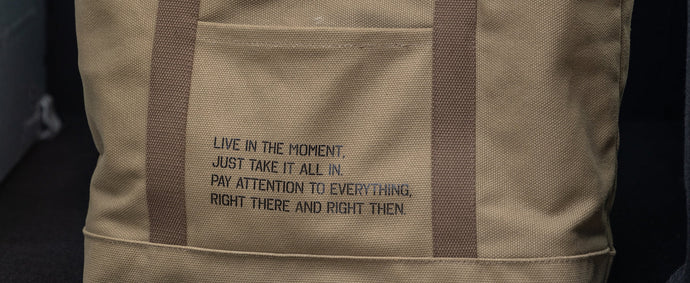 LIVE IN THE MOMENT,
JUST TAKE IT ALL IN.
PAY ATTENTION TO EVERYTHING,
RIGHT THERE AND RIGHT THEN.